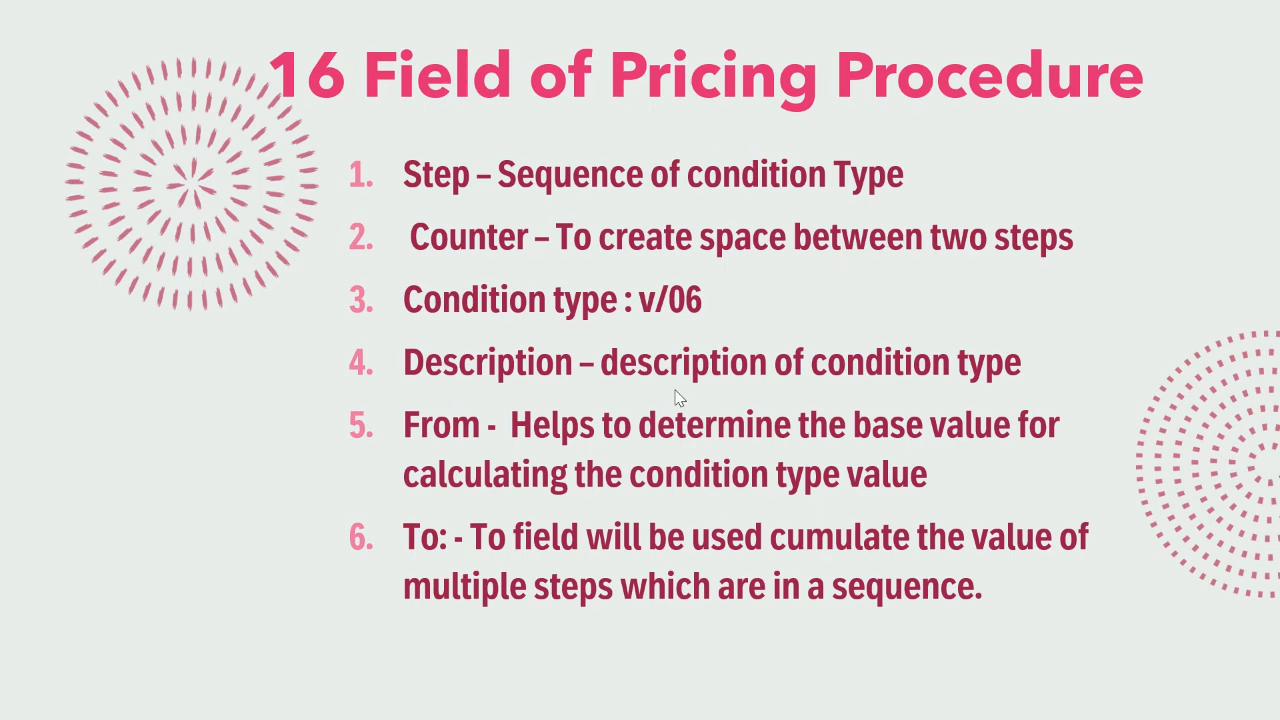 16 Field of Pricing Procedure
1. Step – Sequence of condition Type
2. Counter – To create space between two steps
3. Condition type : v/06
4. Description – description of condition type
5. From - Helps to determine the base value for
calculating the condition type value
6. To: - To field will be used cumulate the value of
multiple steps which are in a sequence.